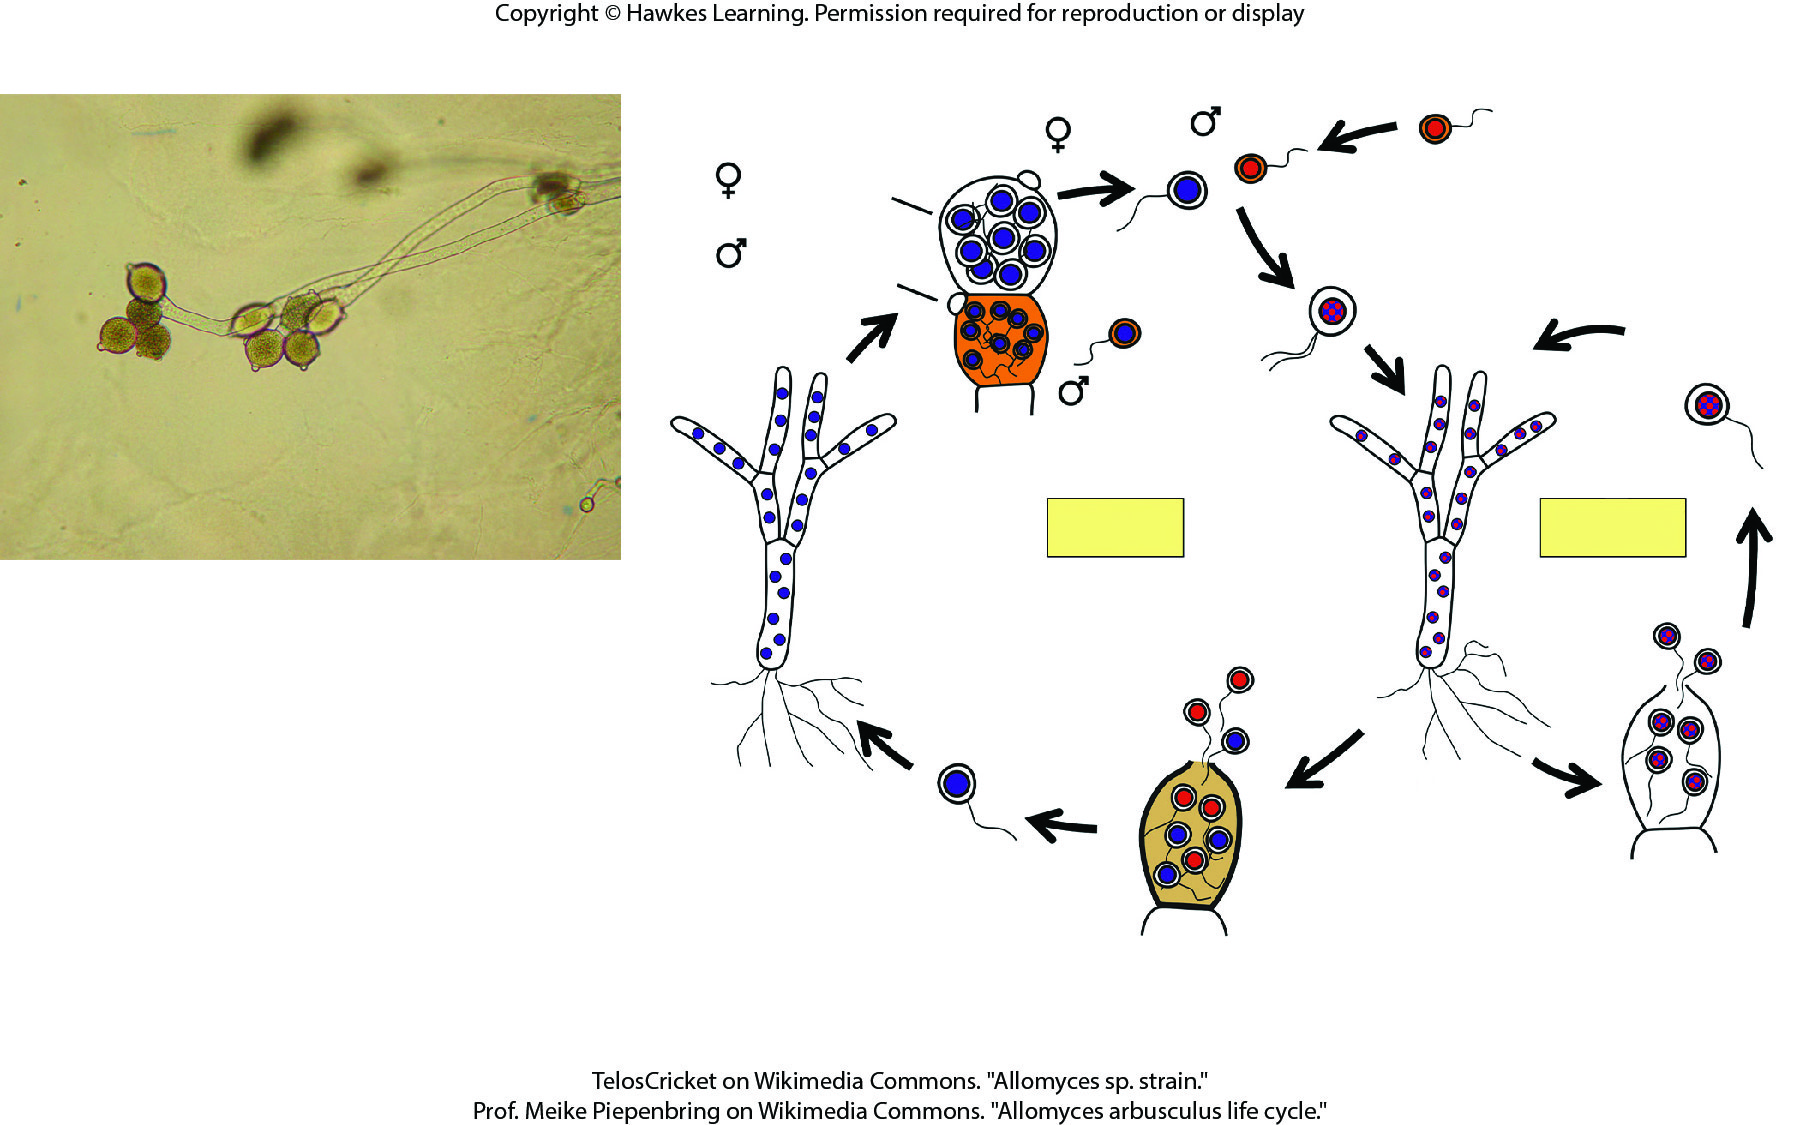 Copyright © Hawkes Learning. Permission required for reproduction or display
♀
♂
♀
♂
♂
TelosCricket on Wikimedia Commons. "Allomyces sp. strain."
Prof. Meike Piepenbring on Wikimedia Commons. "Allomyces arbusculus life cycle."